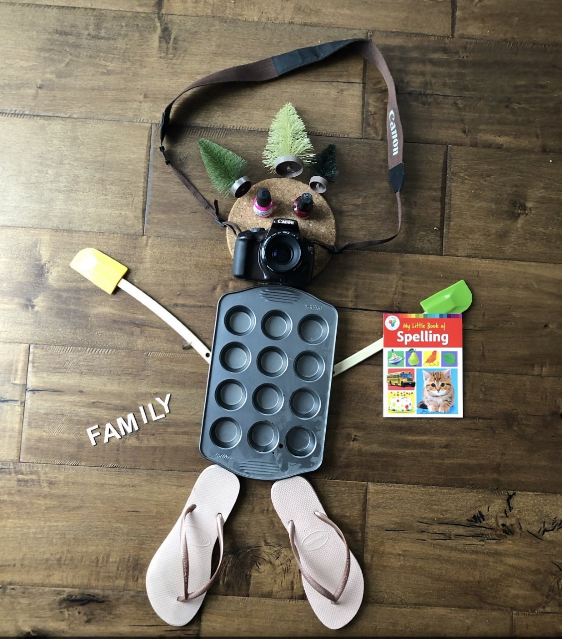 Canon
Canon
My Little Book of
Spelling
FAMILY